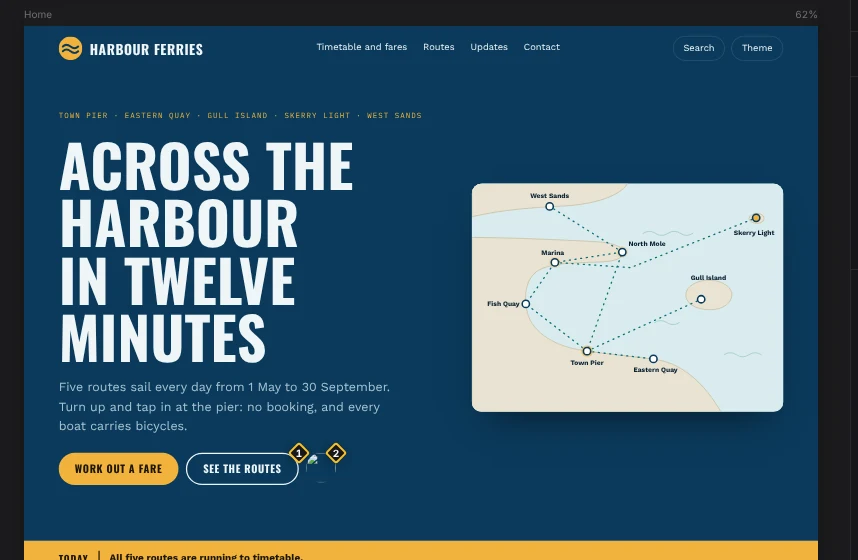 Home
62%
HARBOUR FERRIES
Timetable and fares
Routes
Updates
Contact
Search
Theme
TOWN PIER · EASTERN QUAY · GULL ISLAND · SKERRY LIGHT · WEST SANDS
ACROSS THE
HARBOUR
IN TWELVE
MINUTES
Five routes sail every day from 1 May to 30 September.
Turn up and tap in at the pier: no booking, and every
boat carries bicycles.
WORK OUT A FARE
SEE THE ROUTES
1
2
West Sands
Skerry Light
North Mole
Marina
Gull Island
Fish Quay
Town Pier
Eastern Quay
TODAY
All five routes are running to timetable.